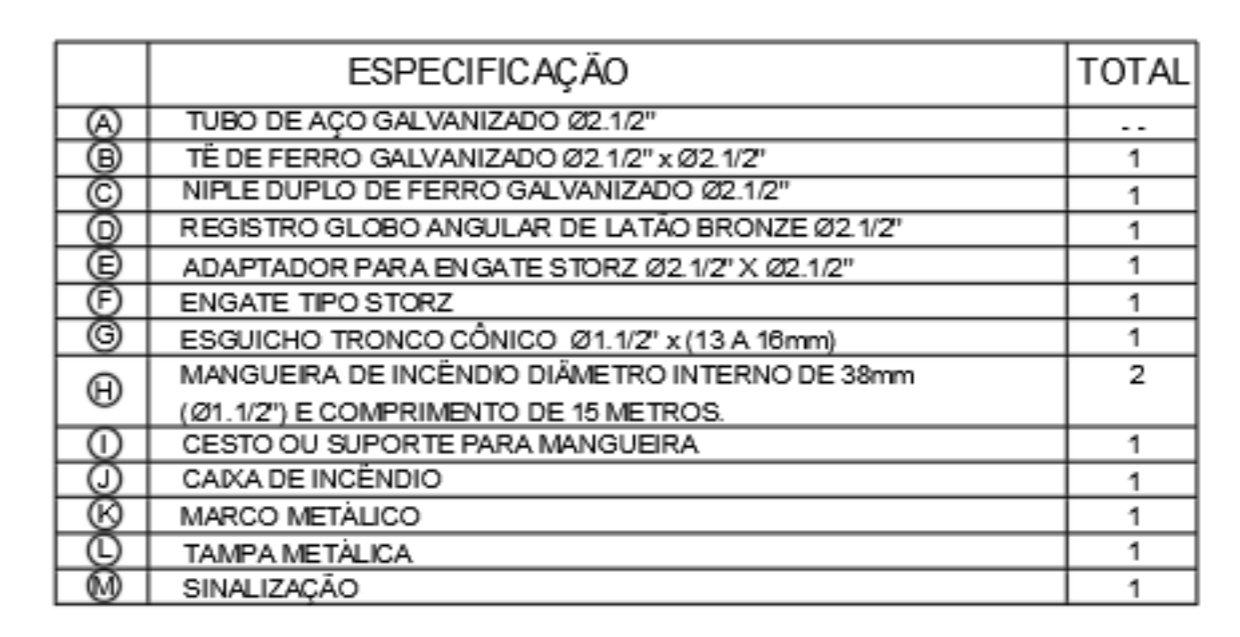 ESPECIFICAÇÃO TOTAL
A TUBO DE AÇO GALVANIZADO Ø2.1/2" - -
B TÊ DE FERRO GALVANIZADO Ø2.1/2" x Ø2.1/2" 1
C NIPLE DUPLO DE FERRO GALVANIZADO Ø2.1/2" 1
D REGISTRO GLOBO ANGULAR DE LATÃO BRONZE Ø2.1/2" 1
E ADAPTADOR PARA ENGATE STORZ Ø2.1/2" X Ø2.1/2" 1
F ENGATE TIPO STORZ 1
G ESGUICHO TRONCO CÔNICO Ø1.1/2" x (13 A 16mm) 1
H MANGUEIRA DE INCÊNDIO DIÂMETRO INTERNO DE 38mm 2
(Ø1.1/2") E COMPRIMENTO DE 15 METROS.
I CESTO OU SUPORTE PARA MANGUEIRA 1
J CAIXA DE INCÊNDIO 1
K MARCO METÁLICO 1
L TAMPA METÁLICA 1
M SINALIZAÇÃO 1